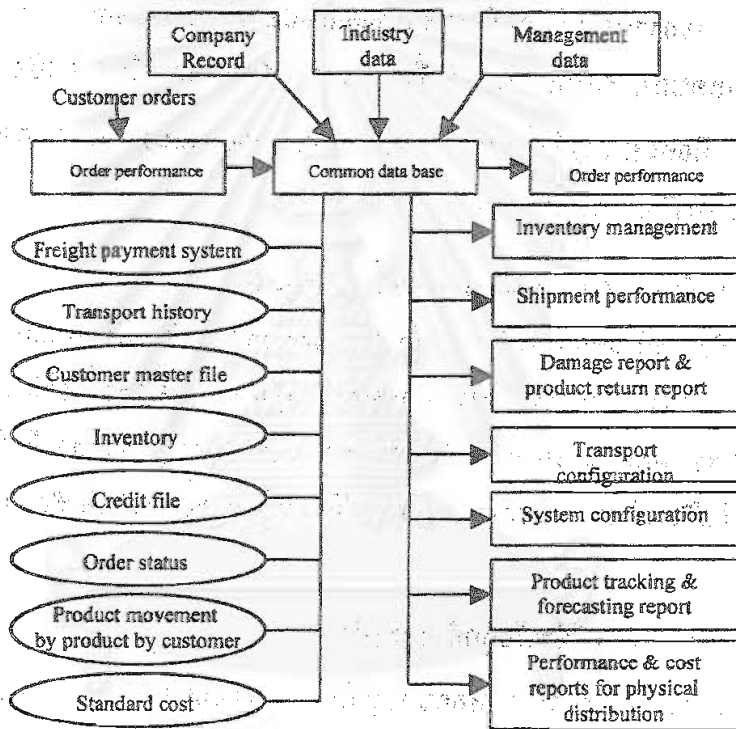 Company
Record
Industry
data
Management
data
Customer orders
Order performance
Common data base
Order performance
Freight payment system
Transport history
Customer master file
Inventory
Credit file
Order status
Product movement
by product by customer
Standard cost
Inventory management
Shipment performance
Damage report &
product return report
Transport
configuration
System configuration
Product tracking &
forecasting report
Performance & cost
reports for physical
distribution